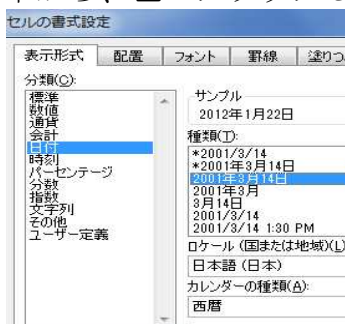 セルの書式設定
表示形式 配置 フォント 罫線
分類(C):
標準
数値
通貨
会計
日付
時刻
パーセンテージ
分数
指数
文字列
その他
ユーザー定義
サンプル
2012年1月22日
種類(T):
*2001/3/14
*2001年3月14日
2001年3月14日
2001年3月
3月14日
2001/3/14
2001/3/14 1:30 PM
ロケール (国または地域)(L)
日本語 (日本)
カレンダーの種類(A):
西暦